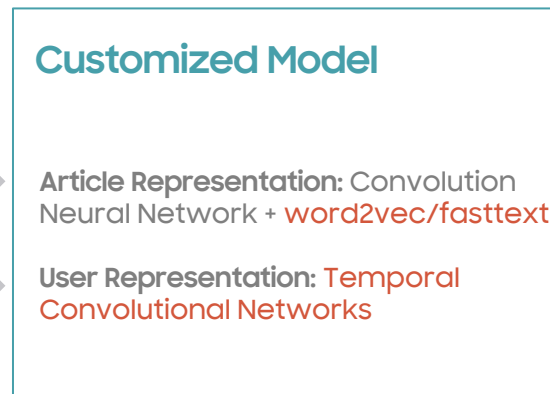 Customized Model
Article Representation: Convolution
Neural Network + word2vec/fasttext
User Representation: Temporal
Convolutional Networks